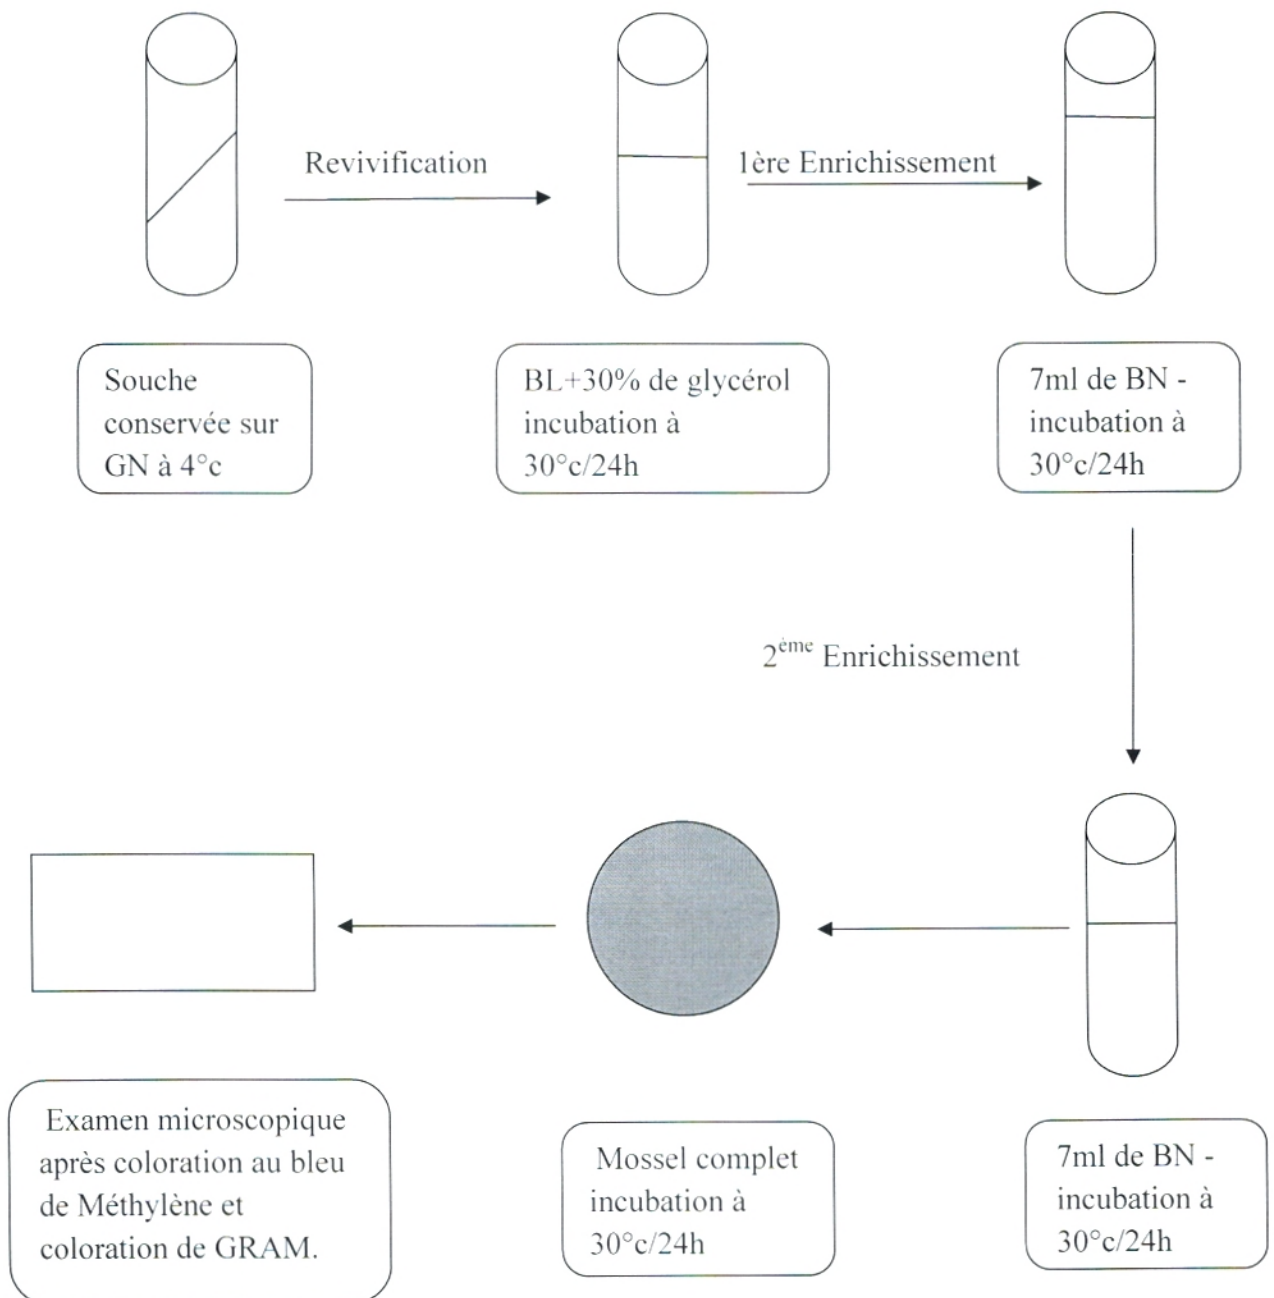 Revivification
1ère Enrichissement
Souche
conservée sur
GN à 4°c
BL+30% de glycérol
incubation à
30°c/24h
7ml de BN -
incubation à
30°c/24h
2ème Enrichissement
Examen microscopique
après coloration au bleu
de Méthylène et
coloration de GRAM.
Mossel complet
incubation à
30°c/24h
7ml de BN -
incubation à
30°c/24h